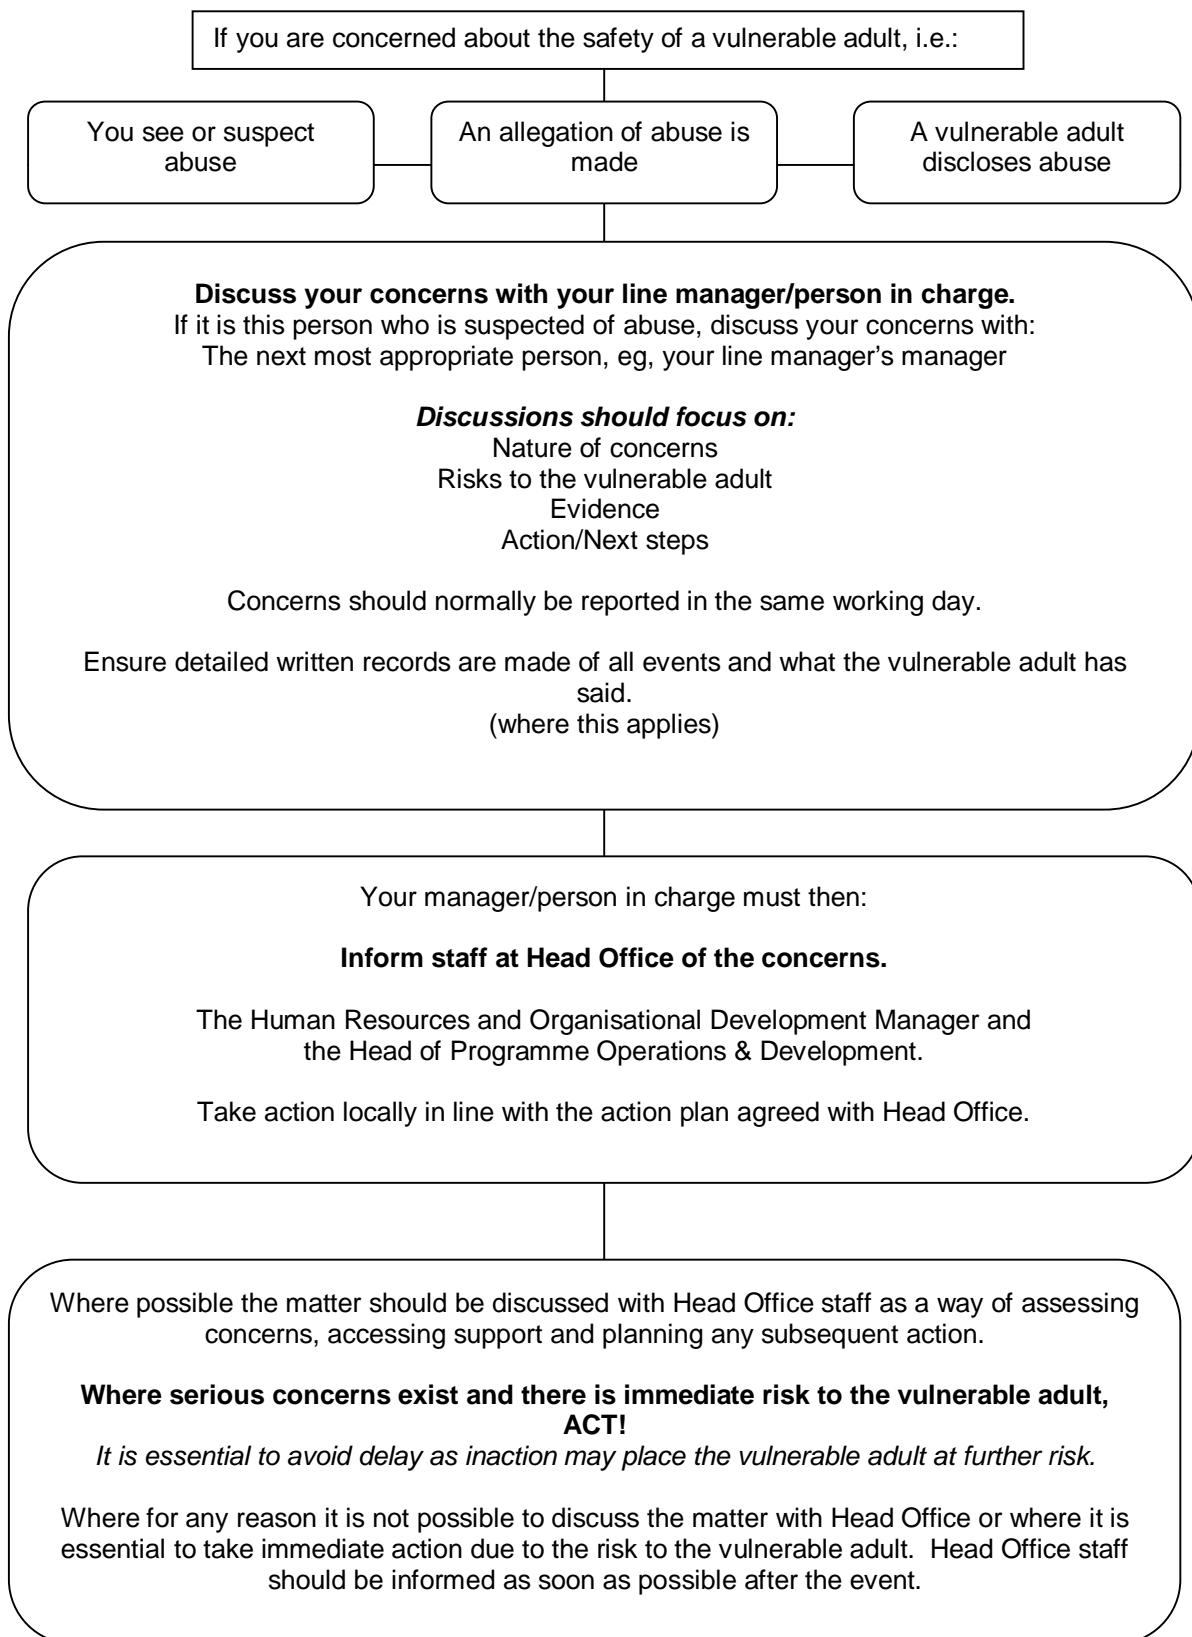 If you are concerned about the safety of a vulnerable adult, i.e.:
You see or suspect
abuse
An allegation of abuse is
made
A vulnerable adult
discloses abuse
Discuss your concerns with your line manager/person in charge.
If it is this person who is suspected of abuse, discuss your concerns with:
The next most appropriate person, eg, your line manager's manager
Discussions should focus on:
Nature of concerns
Risks to the vulnerable adult
Evidence
Action/Next steps
Concerns should normally be reported in the same working day.
Ensure detailed written records are made of all events and what the vulnerable adult has
said.
(where this applies)
Your manager/person in charge must then:
Inform staff at Head Office of the concerns.
The Human Resources and Organisational Development Manager and
the Head of Programme Operations & Development.
Take action locally in line with the action plan agreed with Head Office.
Where possible the matter should be discussed with Head Office staff as a way of assessing
concerns, accessing support and planning any subsequent action.
Where serious concerns exist and there is immediate risk to the vulnerable adult,
ACT!
It is essential to avoid delay as inaction may place the vulnerable adult at further risk.
Where for any reason it is not possible to discuss the matter with Head Office or where it is
essential to take immediate action due to the risk to the vulnerable adult.  Head Office staff
should be informed as soon as possible after the event.